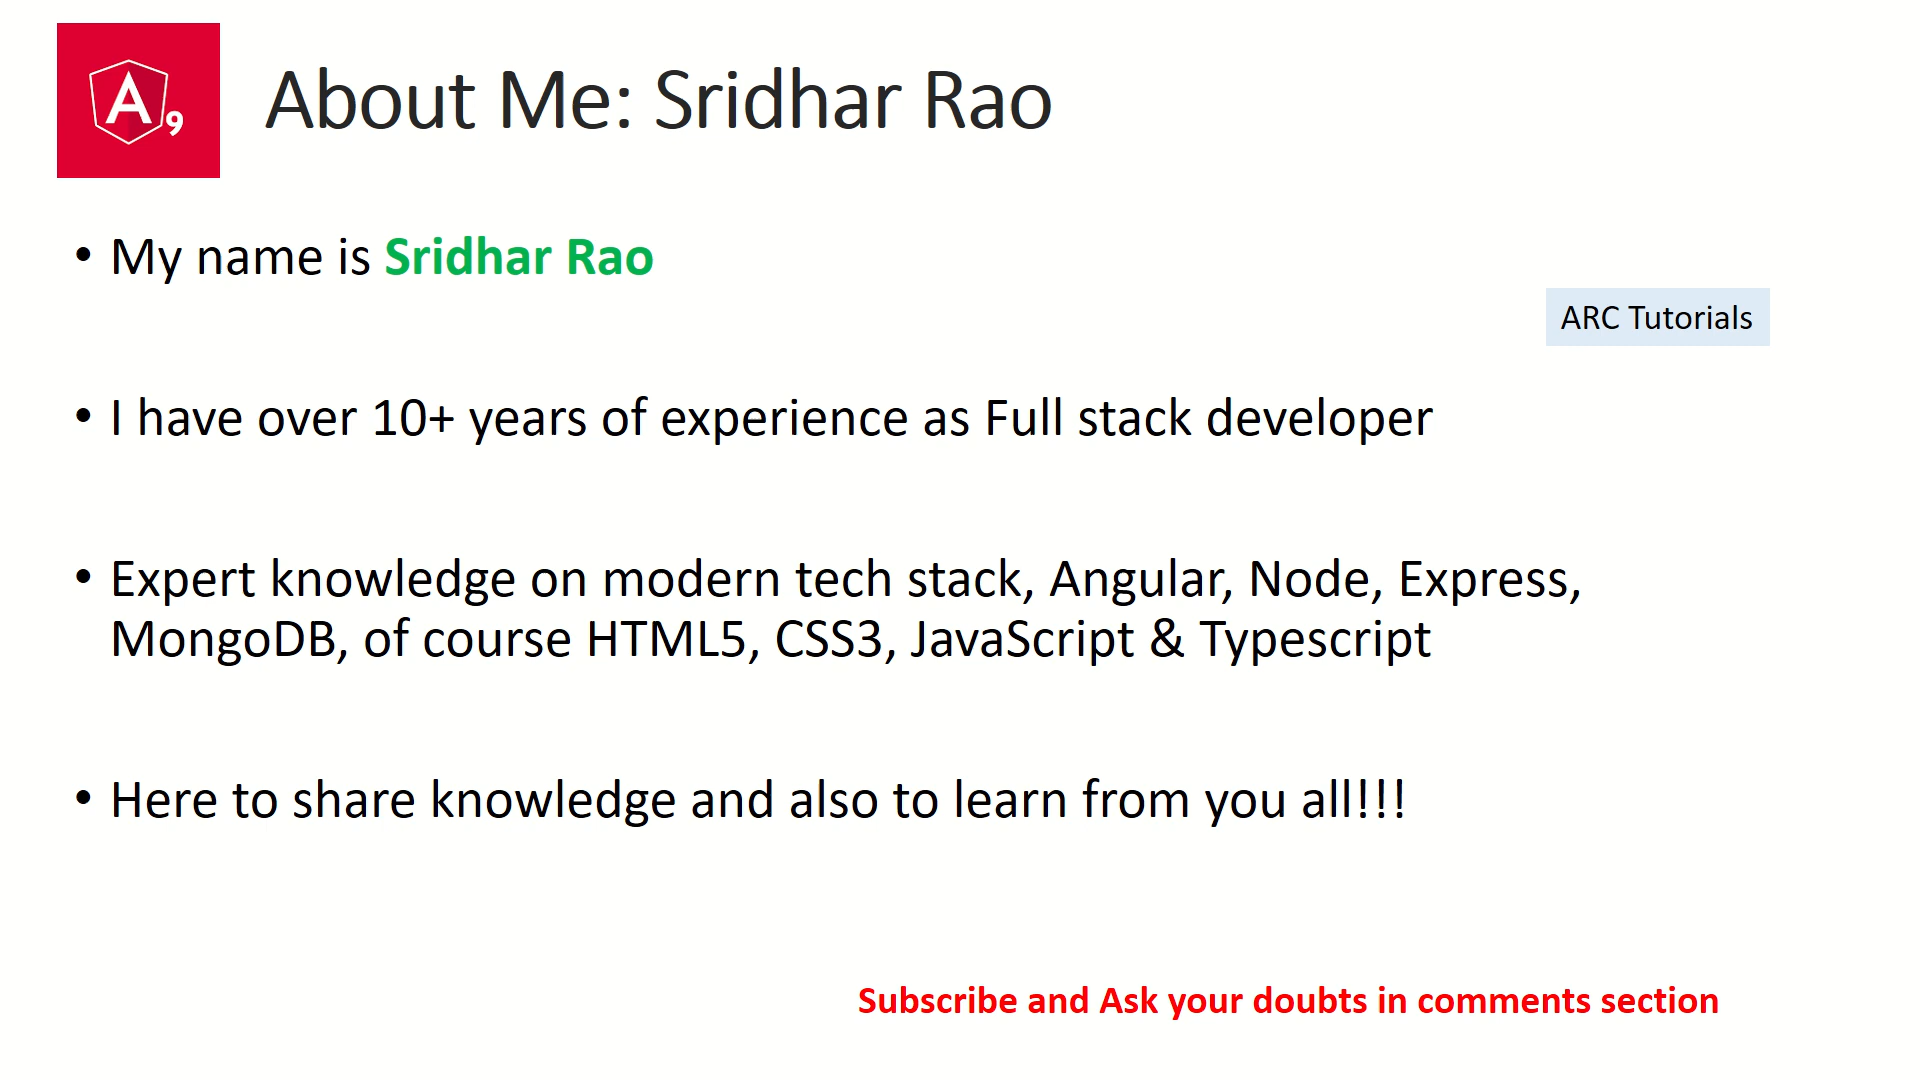 A9
About Me: Sridhar Rao
• My name is Sridhar Rao
ARC Tutorials
• I have over 10+ years of experience as Full stack developer
• Expert knowledge on modern tech stack, Angular, Node, Express,
MongoDB, of course HTML5, CSS3, JavaScript & Typescript
• Here to share knowledge and also to learn from you all!!!
Subscribe and Ask your doubts in comments section